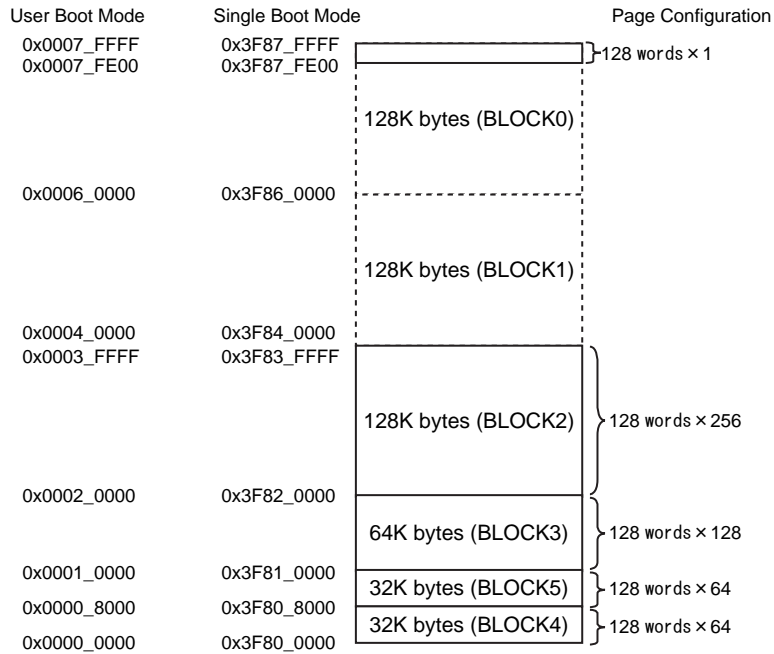 User Boot Mode Single Boot Mode Page Configuration
0x0007_FFFF 0x3F87_FFFF
128 words×1
0x0007_FE00 0x3F87_FE00
128K bytes (BLOCK0)
0x0006_0000 0x3F86_0000
128K bytes (BLOCK1)
0x0004_0000 0x3F84_0000
0x0003_FFFF 0x3F83_FFFF
128K bytes (BLOCK2) 128 words×256
0x0002_0000 0x3F82_0000
64K bytes (BLOCK3) 128 words×128
0x0001_0000 0x3F81_0000
32K bytes (BLOCK5) 128 words×64
0x0000_8000 0x3F80_8000
32K bytes (BLOCK4) 128 words×64
0x0000_0000 0x3F80_0000